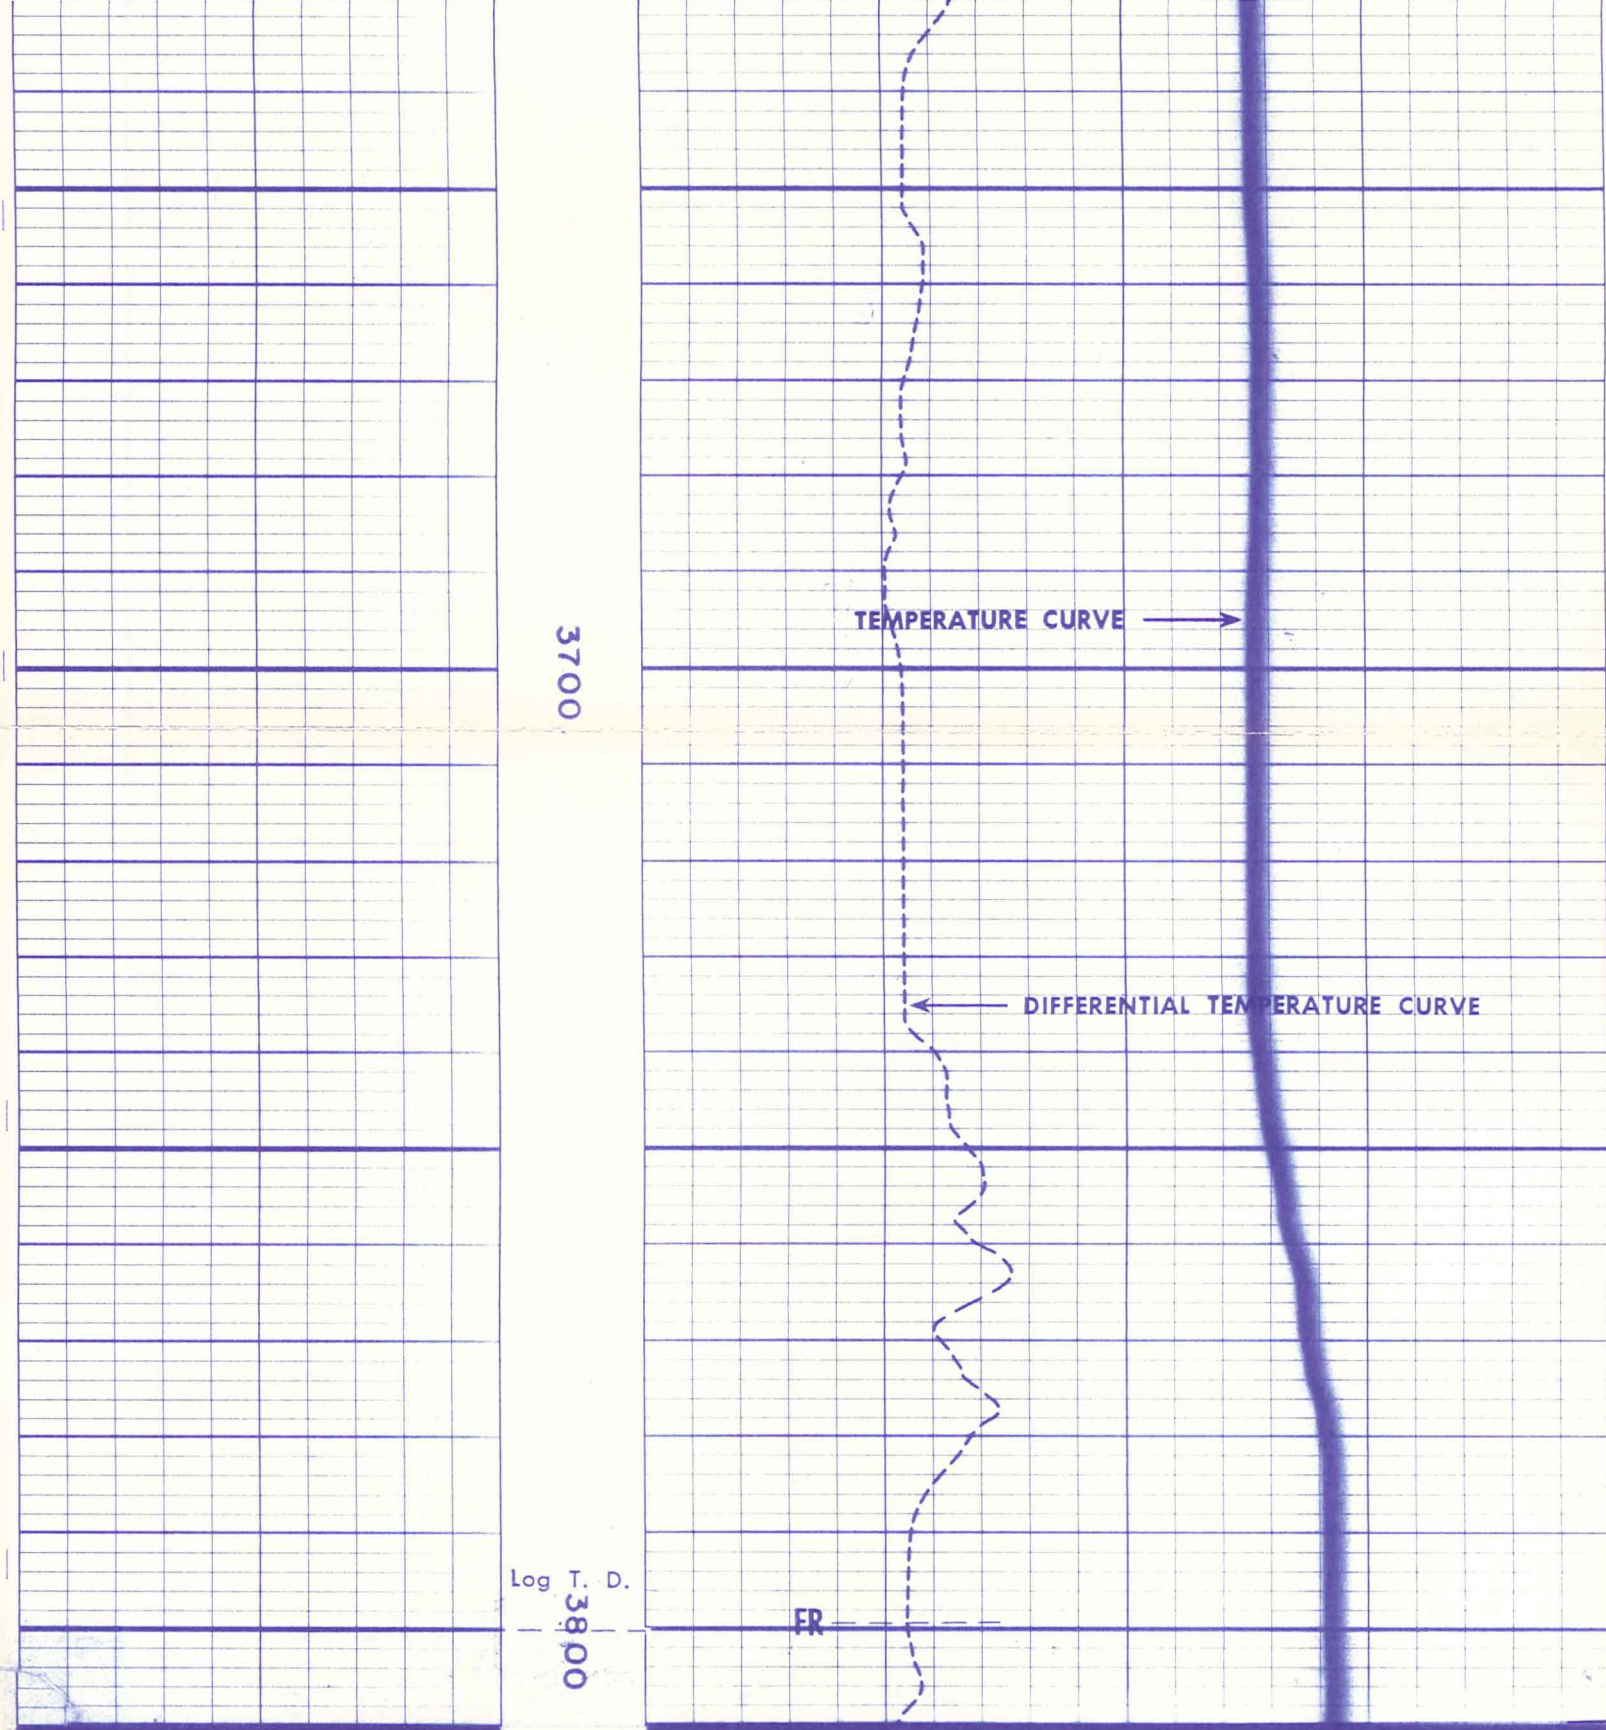 TEMPERATURE CURVE
3700
DIFFERENTIAL TEMPERATURE CURVE
Log T. D.
3800
FR